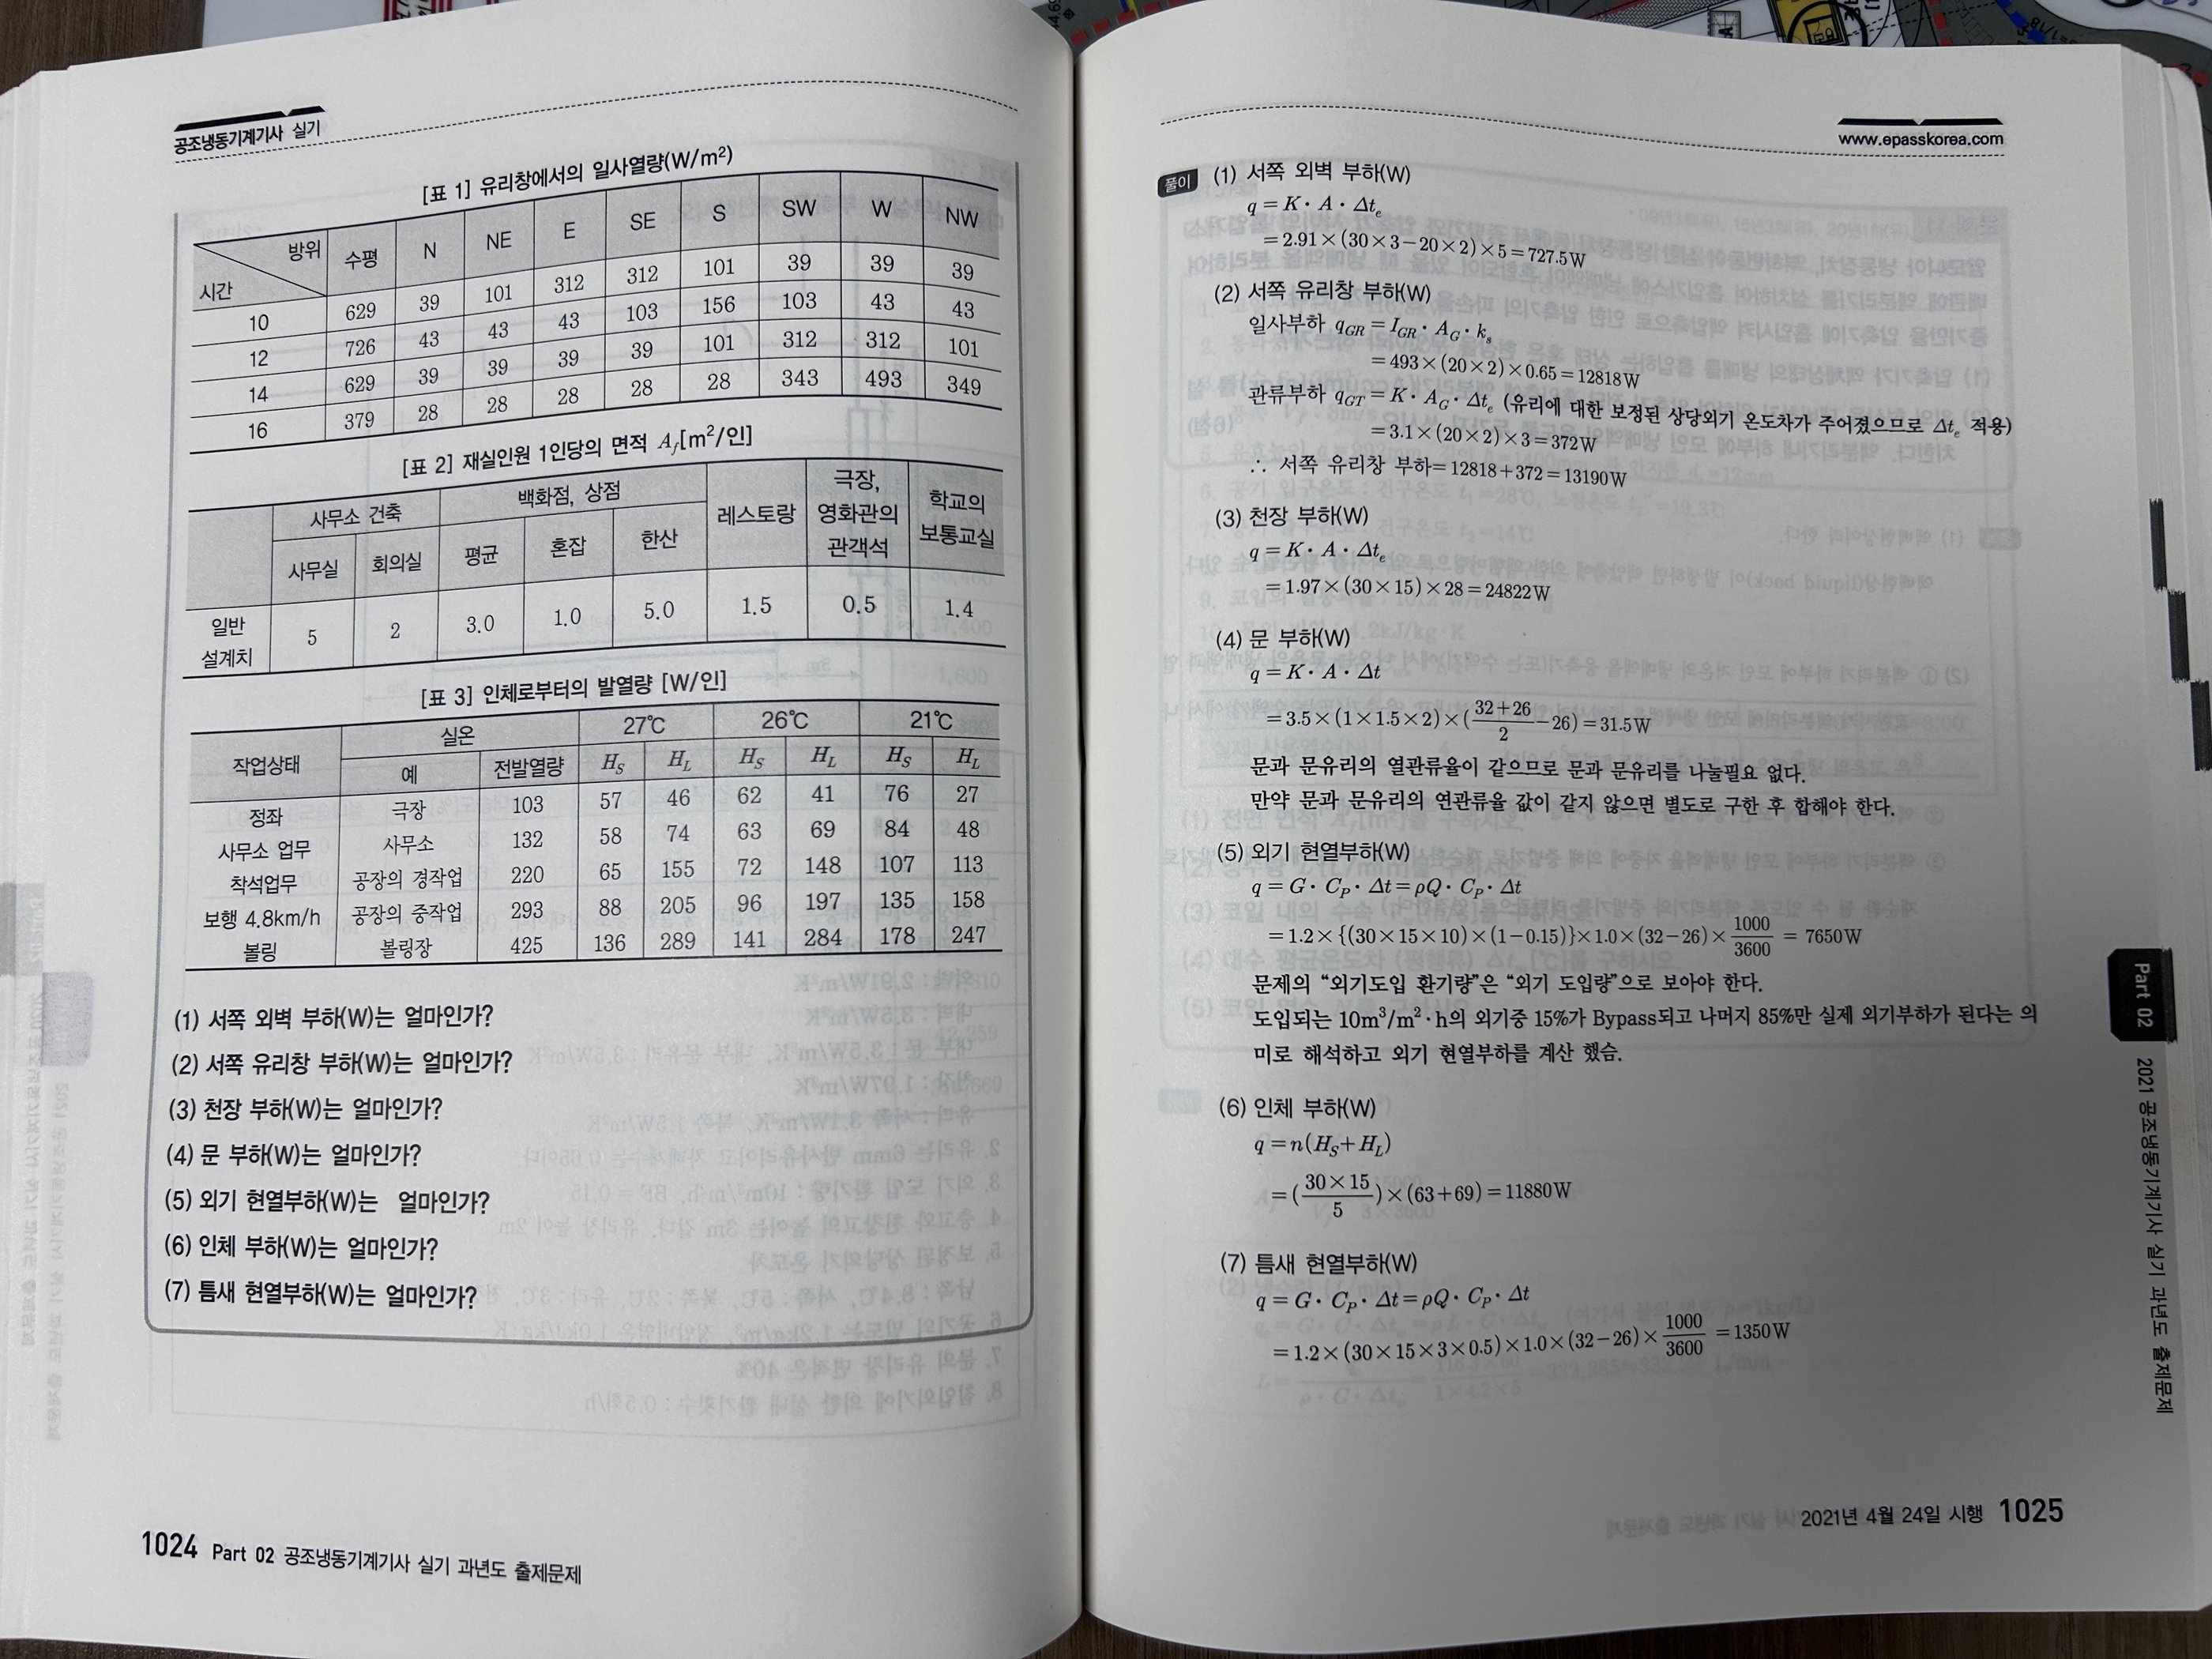 공조냉동기계기사 실기
[표 1] 유리창에서의 일사열량(W/m²)
방위 시간 수평 N NE E SE S SW W NW
10 629 39 101 312 312 101 39 39 39
12 726 43 43 43 103 156 103 43 43
14 629 39 39 39 39 101 312 312 101
16 379 28 28 28 28 28 343 493 349
[표 2] 재실인원 1인당의 면적 A_f[m²/인]
사무소 건축 백화점, 상점 레스토랑 극장, 영화관의 관객석 학교의 보통교실
사무실 회의실 평균 혼잡 한산
일반 설계치 5 2 3.0 1.0 5.0 1.5 0.5 1.4
[표 3] 인체로부터의 발열량 [W/인]
작업상태 실온 27℃ 26℃ 21℃
예 전발열량 H_S H_L H_S H_L H_S H_L
정좌 극장 103 57 46 62 41 76 27
사무소 업무 사무소 132 58 74 63 69 84 48
착석업무 공장의 경작업 220 65 155 72 148 107 113
보행 4.8km/h 공장의 중작업 293 88 205 96 197 135 158
볼링 볼링장 425 136 289 141 284 178 247
(1) 서쪽 외벽 부하(W)는 얼마인가?
(2) 서쪽 유리창 부하(W)는 얼마인가?
(3) 천장 부하(W)는 얼마인가?
(4) 문 부하(W)는 얼마인가?
(5) 외기 현열부하(W)는 얼마인가?
(6) 인체 부하(W)는 얼마인가?
(7) 틈새 현열부하(W)는 얼마인가?
1024 Part 02 공조냉동기계기사 실기 과년도 출제문제
www.epasskorea.com
풀이 (1) 서쪽 외벽 부하(W)
q = K · A · Δt_e
= 2.91×(30×3−20×2)×5 = 727.5W
(2) 서쪽 유리창 부하(W)
일사부하 q_GR = I_GR · A_G · k_s
= 493×(20×2)×0.65 = 12818W
관류부하 q_GT = K · A_G · Δt_e (유리에 대한 보정된 상당외기 온도차가 주어졌으므로 Δt_e 적용)
= 3.1×(20×2)×3 = 372W
∴ 서쪽 유리창 부하 = 12818+372 = 13190W
(3) 천장 부하(W)
q = K · A · Δt_e
= 1.97×(30×15)×28 = 24822W
(4) 문 부하(W)
q = K · A · Δt
= 3.5×(1×1.5×2)×(32+26/2−26) = 31.5W
문과 문유리의 열관류율이 같으므로 문과 문유리를 나눌필요 없다.
만약 문과 문유리의 연관류율 값이 같지 않으면 별도로 구한 후 합해야 한다.
(5) 외기 현열부하(W)
q = G · C_P · Δt = ρQ · C_P · Δt
= 1.2×{(30×15×10)×(1−0.15)}×1.0×(32−26)×1000/3600 = 7650W
문제의 “외기도입 환기량”은 “외기 도입량”으로 보아야 한다.
도입되는 10m³/m²·h의 외기중 15%가 Bypass되고 나머지 85%만 실제 외기부하가 된다는 의
미로 해석하고 외기 현열부하를 계산 했슴.
(6) 인체 부하(W)
q = n(H_S + H_L)
= (30×15/5)×(63+69) = 11880W
(7) 틈새 현열부하(W)
q = G · C_P · Δt = ρQ · C_P · Δt
= 1.2×(30×15×3×0.5)×1.0×(32−26)×1000/3600 = 1350W
Part 02 2021 공조냉동기계기사 실기 과년도 출제문제
2021년 4월 24일 시행 1025